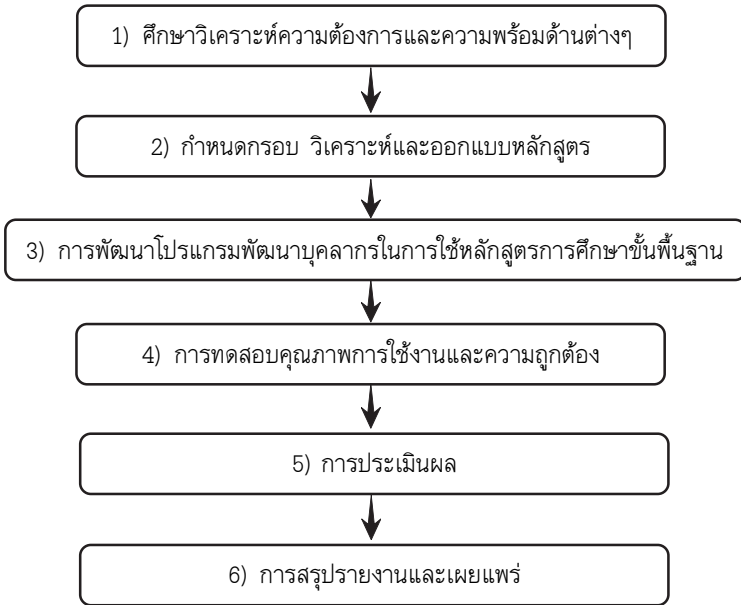 1) ศึกษาวิเคราะห์ความต้องการและความพร้อมด้านต่างๆ
2) กำหนดกรอบ วิเคราะห์และออกแบบหลักสูตร
3) การพัฒนาโปรแกรมพัฒนาบุคลากรในการใช้หลักสูตรการศึกษาขั้นพื้นฐาน
4) การทดสอบคุณภาพการใช้งานและความถูกต้อง
5) การประเมินผล
6) การสรุปรายงานและเผยแพร่